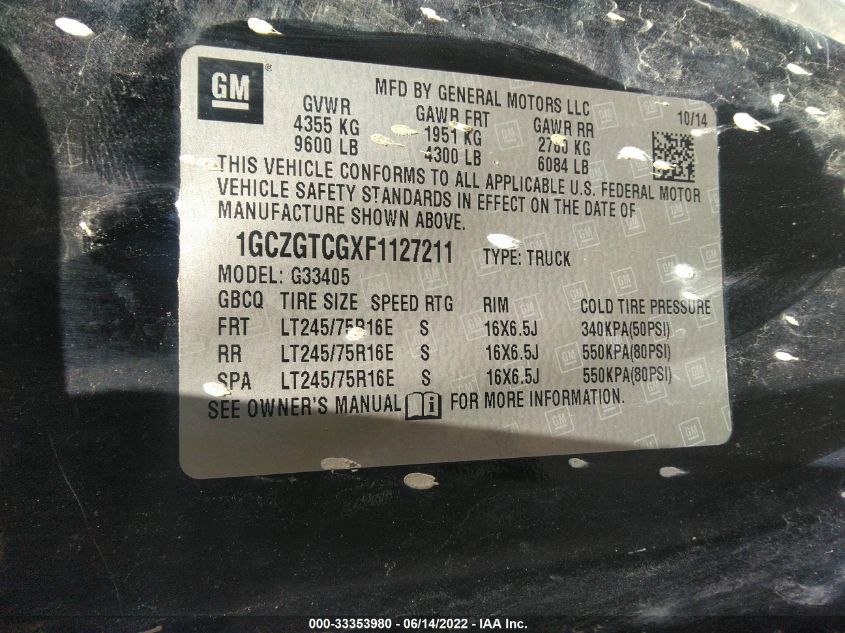 GM ®
MFD BY GENERAL MOTORS LLC
GVWR GAWR FRT GAWR RR 10/14
4355 KG 1951 KG KG
9600 LB 4300 LB 6084 LB
THIS VEHICLE CONFORMS TO ALL APPLICABLE U.S. FEDERAL MOTOR
VEHICLE SAFETY STANDARDS IN EFFECT ON THE DATE OF
MANUFACTURE SHOWN ABOVE.
1GCZGTCGXF1127211 TYPE: TRUCK
MODEL: G33405
GBCQ TIRE SIZE SPEED RTG RIM COLD TIRE PRESSURE
FRT LT245/75R16E S 16X6.5J 340KPA(50PSI)
RR LT245/75R16E S 16X6.5J 550KPA(80PSI)
SPA LT245/75R16E S 16X6.5J 550KPA(80PSI)
SEE OWNER'S MANUAL i FOR MORE INFORMATION.
000-33353980 - 06/14/2022 - IAA Inc.